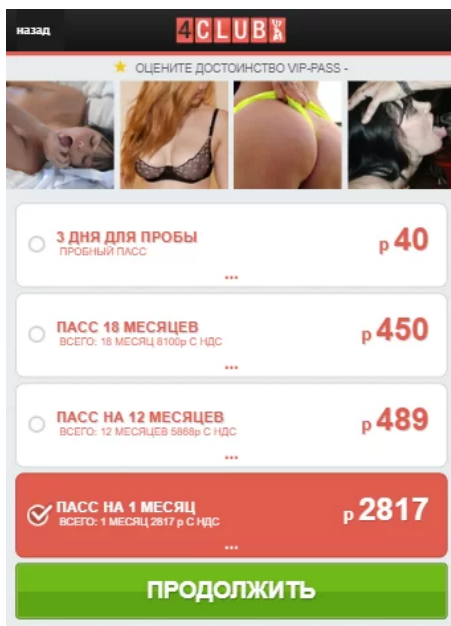 назад
4CLUB
ОЦЕНИТЕ ДОСТОИНСТВО VIP-PASS -
3 ДНЯ ДЛЯ ПРОБЫ
р 40
ПРОБНЫЙ ПАСС
...
ПАСС 18 МЕСЯЦЕВ
р 450
ВСЕГО: 18 МЕСЯЦ 8100р С НДС
...
ПАСС НА 12 МЕСЯЦЕВ
р 489
ВСЕГО: 12 МЕСЯЦЕВ 5868р С НДС
...
ПАСС НА 1 МЕСЯЦ
р 2817
ВСЕГО: 1 МЕСЯЦ 2817 р С НДС
...
ПРОДОЛЖИТЬ